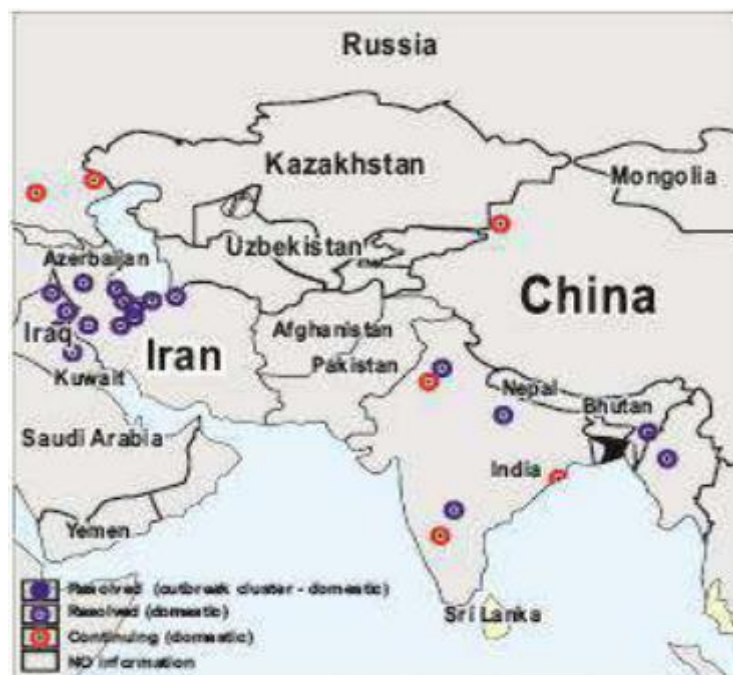 Russia
Kazakhstan
Mongolia
Uzbekistan
Azerbaijan
China
Afghanistan
Iraq
Iran
Pakistan
Kuwait
Nepal
Bhutan
Saudi Arabia
India
Yemen
Sri Lanka
Resolved (outbreak cluster - domestic)
Resolved (domestic)
Continuing (domestic)
NO information